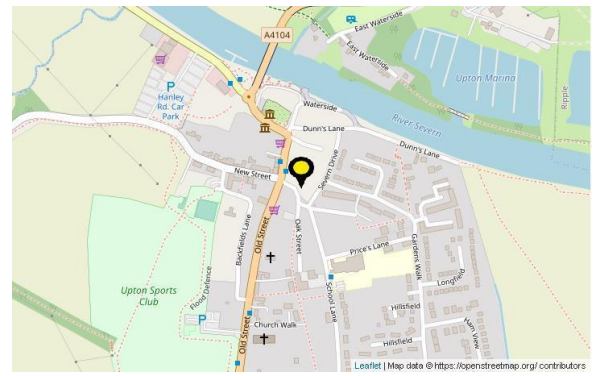 East Waterside
A4104
East Waterside
Upton Marina
Ripple
P
Hanley
Rd. Car
Park
Waterside
River Severn
Dunn's Lane
Dunn's Lane
Severn Drive
New Street
Old Street
Oak Street
Backfields Lane
Price's Lane
Gardens Walk
Longfield
Upton Sports
Club
Flood Defence
School Lane
Hillsfield
Ham View
P
Church Walk
Old Street
Hillsfield
Leaflet | Map data © https://openstreetmap.org/ contributors